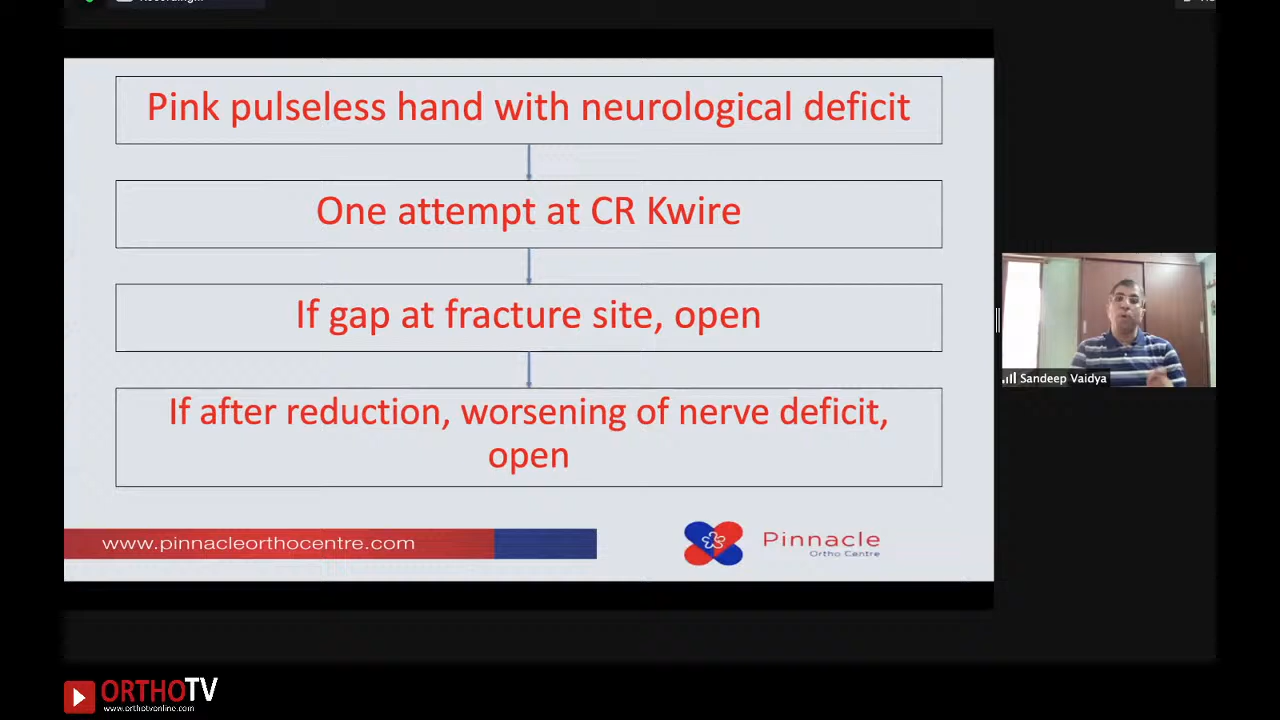 Pink pulseless hand with neurological deficit
One attempt at CR Kwire
If gap at fracture site, open
If after reduction, worsening of nerve deficit,
open
www.pinnacleorthocentre.com
Pinnacle
Ortho Centre
Sandeep Vaidya
ORTHOTV
www.orthotvonline.com